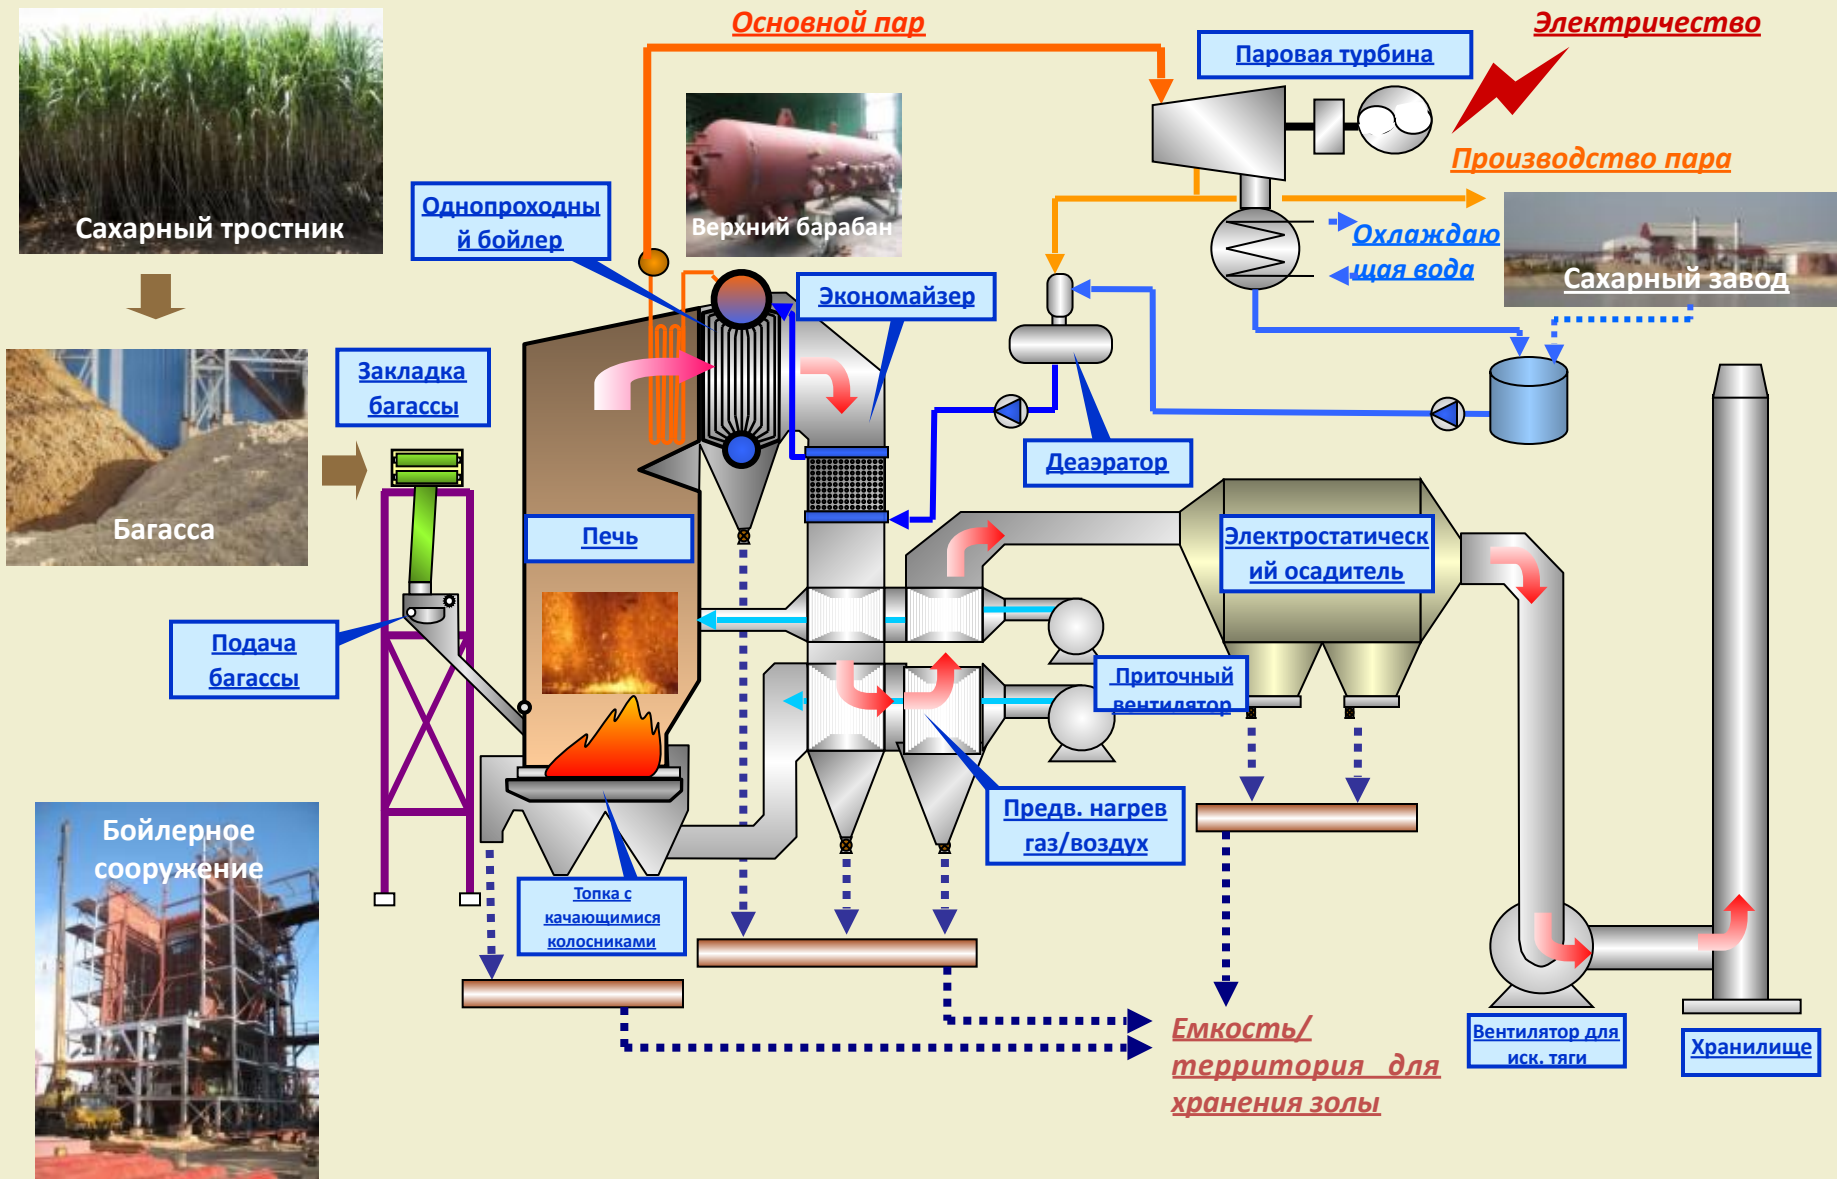 Основной пар
Электричество
Паровая турбина
Производство пара
Сахарный тростник
Однопроходны
й бойлер
Верхний барабан
Охлаждаю
щая вода
Сахарный завод
Экономайзер
Закладка
багассы
Деаэратор
Багасса
Печь
Электростатическ
ий осадитель
Подача
багассы
Приточный
вентилятор
Предв. нагрев
газ/воздух
Бойлерное
сооружение
Топка с
качающимися
колосниками
Емкость/
территория для
хранения золы
Вентилятор для
иск. тяги
Хранилище